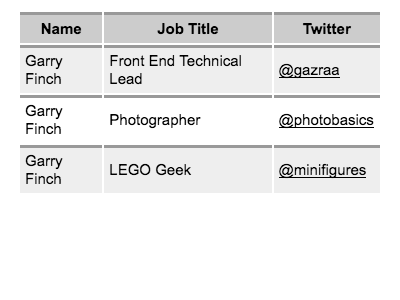 Name Job Title Twitter
Garry Finch Front End Technical Lead @gazraa
Garry Finch Photographer @photobasics
Garry Finch LEGO Geek @minifigures